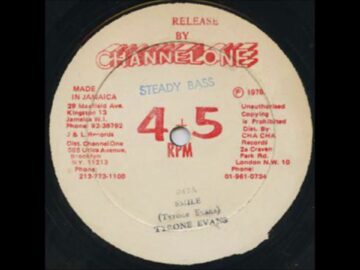 RELEASE
BY
CHANNEL ONE
STEADY BASS
MADE
IN JAMAICA
29 Maxfield Ave.
Kingston 13
Jamaica W.I.
Phone: 92-38792
J & L Records
Dist. Channel One
585 Utica Avenue,
Brooklyn
N.Y. 11213
Phone:
212-773-1100
45
RPM
℗ 1979
Unauthorised
Copying
is Prohibited
Dist. By
CHA CHA
Records
2a Craven
Park Rd.
London N.W. 10
Phone
01-961-0734
SMILE
(Tyrone Evans)
TYRONE EVANS